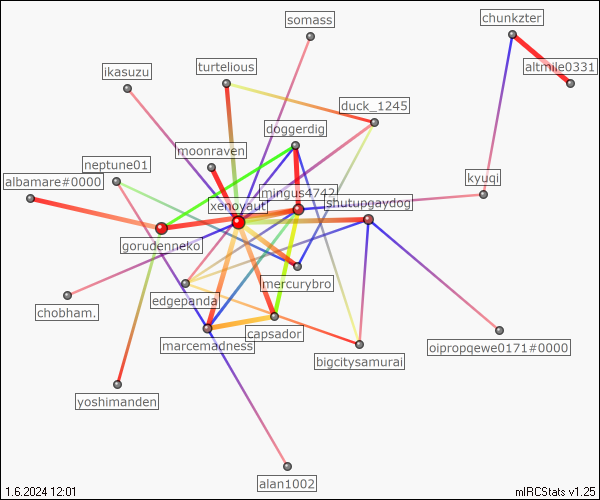 somass
chunkzter
ikasuzu
turtelious
altmile0331
duck_1245
doggerdig
moonraven
neptune01
albamare#0000
kyuqi
mingus4742
xenoyaut
shutupgaydog
gorudenneko
mercurybro
edgepanda
chobham.
capsador
marcemadness
oipropqewe0171#0000
bigcitysamurai
yoshimanden
alan1002
1.6.2024 12:01
mIRCStats v1.25